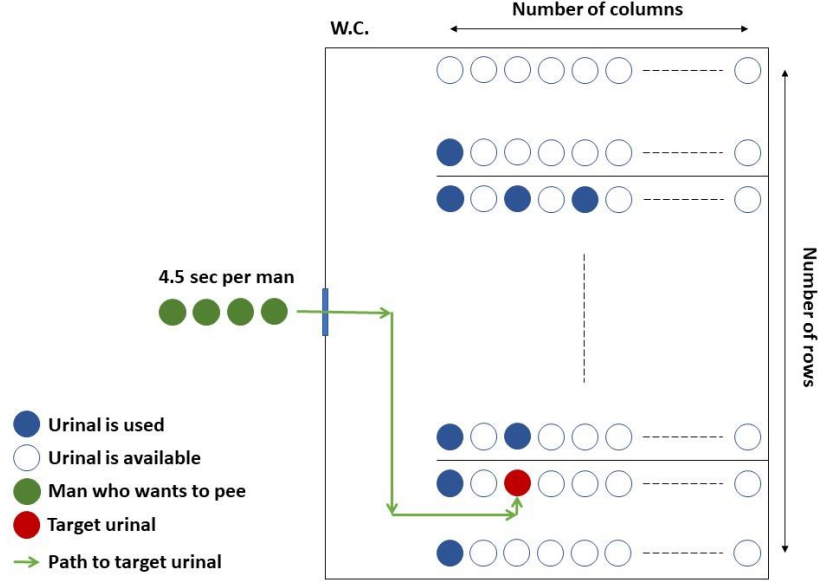 Number of columns
W.C.
4.5 sec per man
Number of rows
Urinal is used
Urinal is available
Man who wants to pee
Target urinal
Path to target urinal